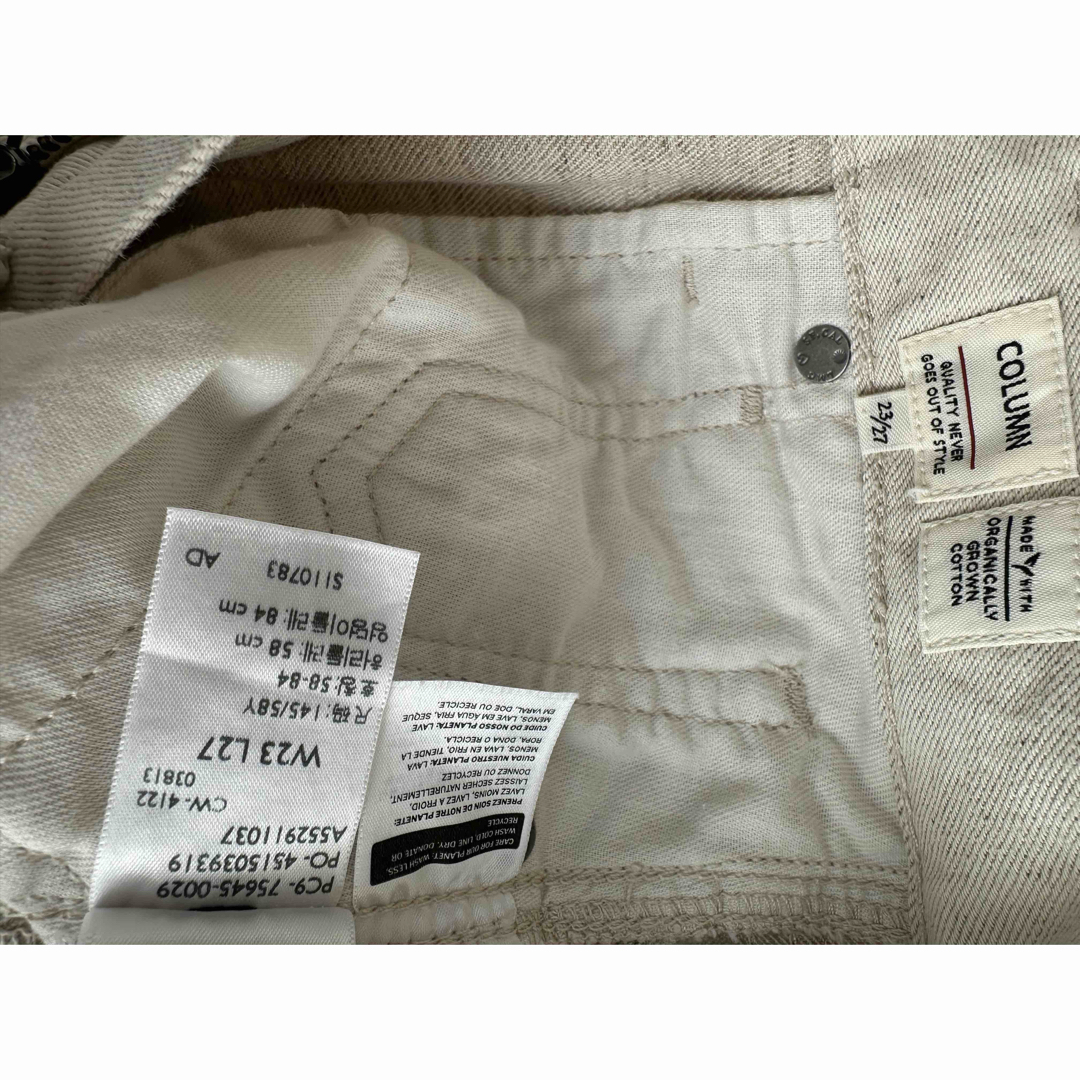 COLUMN
QUALITY NEVER
GOES OUT OF STYLE
23/27
MADE WITH
ORGANICALLY
GROWN
COTTON
PC9- 75645-0029
PO- 4515039319
A552911037
CW- 4122
03813
W23 L27
尺码: 145/58Y
호칭: 58-84
허리둘레: 58 cm
엉덩이둘레: 84 cm
S110783
AD
CARE FOR OUR PLANET: WASH LESS,
WASH COLD, LINE DRY, DONATE OR
RECYCLE
PRENEZ SOIN DE NOTRE PLANÈTE:
LAVEZ MOINS, LAVEZ A FROID,
LAISSEZ SECHER NATURELLEMENT,
DONNEZ OU RECYCLEZ
CUIDA NUESTRO PLANETA: LAVA
MENOS, LAVA EN FRIO, TIENDE LA
ROPA, DONA O RECICLA.
CUIDE DO NOSSO PLANETA: LAVE
MENOS, LAVE EM ÁGUA FRIA, SEQUE
EM VARAL, DOE OU RECICLE.